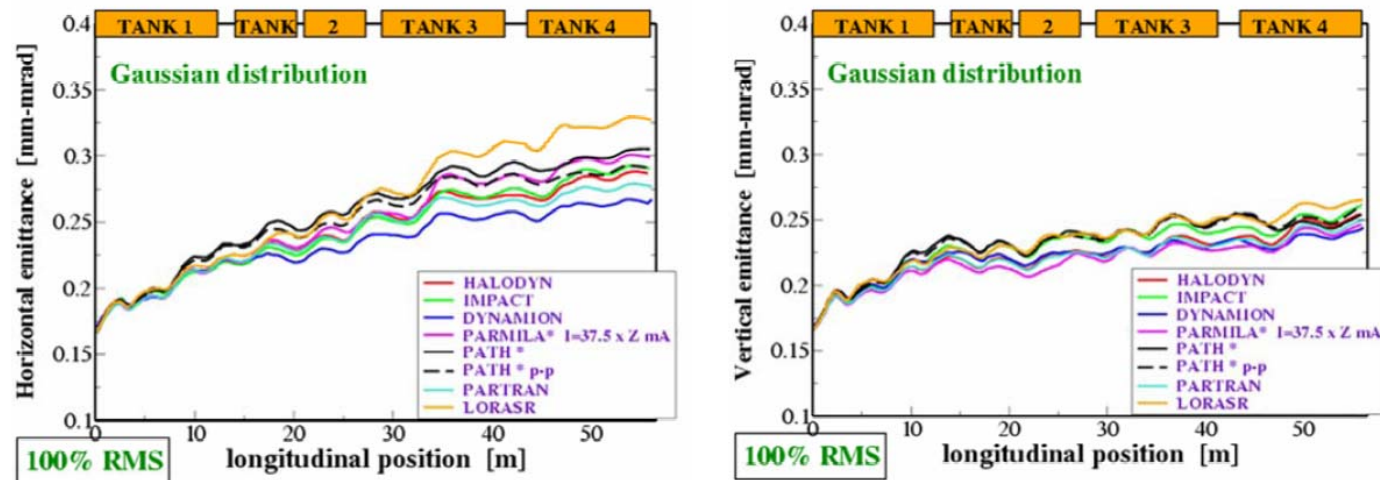 0.4
TANK 1
TANK
2
TANK 3
TANK 4
Gaussian distribution
0.35
0.3
0.25
0.2
0.15
0.1
Horizontal emittance [mm-mrad]
HALODYN
IMPACT
DYNAMION
PARMILA* I=37.5 x Z mA
PATH *
PATH * p-p
PARTRAN
LORASR
0 10 20 30 40 50
longitudinal position [m]
100% RMS
0.4
TANK 1
TANK
2
TANK 3
TANK 4
Gaussian distribution
0.35
0.3
0.25
0.2
0.15
0.1
Vertical emittance [mm-mrad]
HALODYN
IMPACT
DYNAMION
PARMILA* I=37.5 x Z mA
PATH *
PATH * p-p
PARTRAN
LORASR
0 10 20 30 40 50
longitudinal position [m]
100% RMS